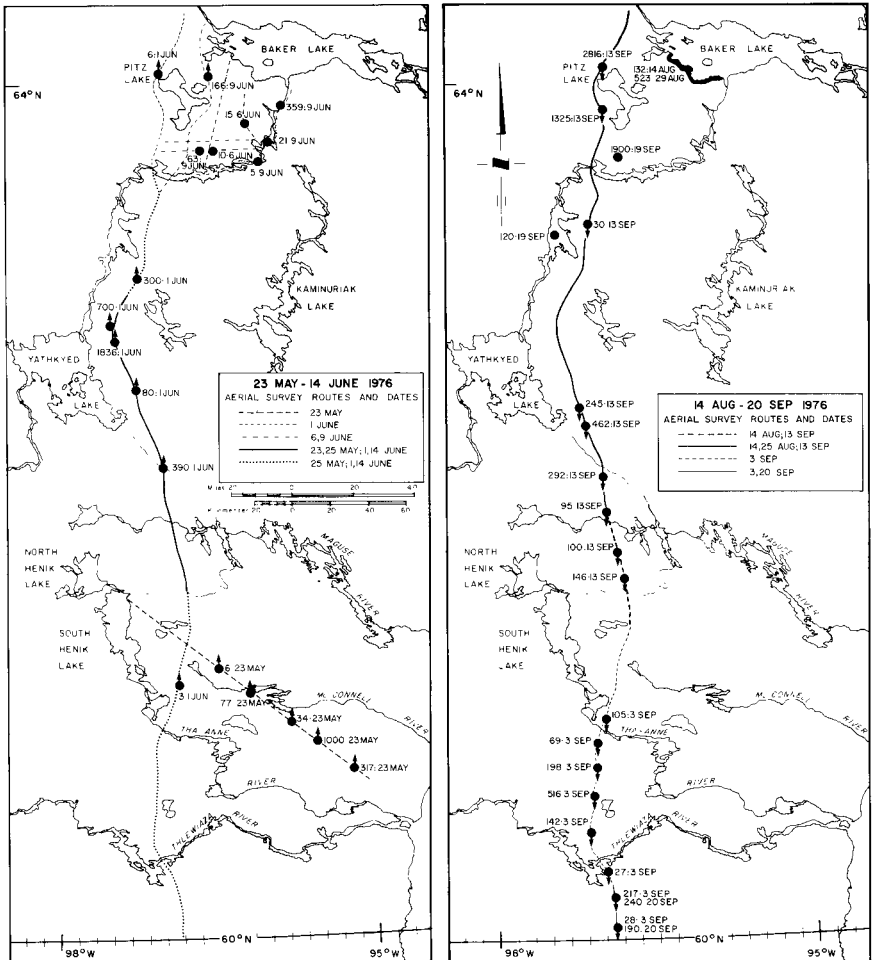 BAKER LAKE
6:1 JUN
PITZ
LAKE
166:9 JUN
64°N
359:9 JUN
15·6 JUN
21·9 JUN
10·6 JUN
63:
9 JUN
5·9 JUN
300·1 JUN
KAMINURIAK
LAKE
700·1 JUN
1836:1 JUN
YATHKYED
LAKE
80:1 JUN
23 MAY - 14 JUNE 1976
AERIAL SURVEY ROUTES AND DATES
23 MAY
1 JUNE
6,9 JUNE
23,25 MAY;1,14 JUNE
25 MAY;1,14 JUNE
390·1 JUN
20 0 20 40
20 0 20 40 60
NORTH
HENIK
LAKE
MAGUSE
RIVER
SOUTH
HENIK
LAKE
6·23 MAY
3·1 JUN
77·23 MAY
Mc CONNELL
RIVER
34·23 MAY
THA-ANNE
RIVER
1000·23 MAY
317:23 MAY
THLEWIAZA
RIVER
98°W
60°N
95°W
2816:13 SEP
BAKER LAKE
PITZ
LAKE
132:14 AUG
523 29 AUG
64°N
1325:13 SEP
1900:19 SEP
30·13 SEP
120·19 SEP
KAMINURIAK
LAKE
YATHKYED
LAKE
245·13 SEP
462:13 SEP
14 AUG - 20 SEP 1976
AERIAL SURVEY ROUTES AND DATES
14 AUG;13 SEP
14,25 AUG;13 SEP
3 SEP
3,20 SEP
292:13 SEP
95·13 SEP
NORTH
HENIK
LAKE
100:13 SEP
146·13 SEP
MAGUSE
RIVER
SOUTH
HENIK
LAKE
Mc CONNELL
RIVER
105:3 SEP
THA-ANNE
RIVER
69·3 SEP
198·3 SEP
516·3 SEP
142·3 SEP
THLEWIAZA
RIVER
27:3 SEP
217·3 SEP
240·20 SEP
28·3 SEP
190·20 SEP
96°W
60°N
95°W